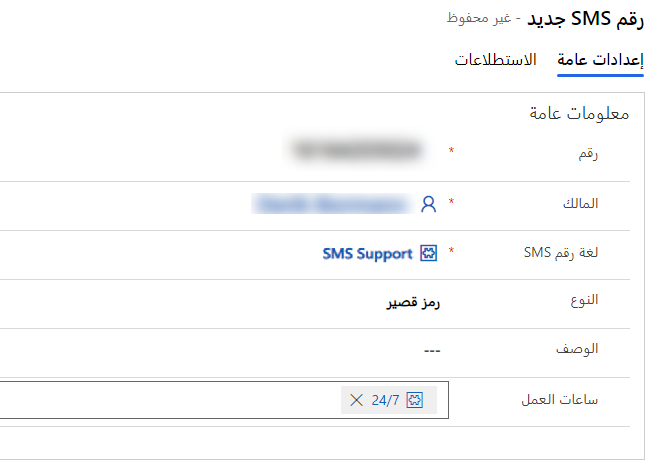 رقم SMS جديد - غير محفوظ
إعدادات عامة الاستطلاعات
معلومات عامة
رقم *
المالك *
لغة رقم SMS * SMS Support
النوع رمز قصير
الوصف ---
ساعات العمل 24/7